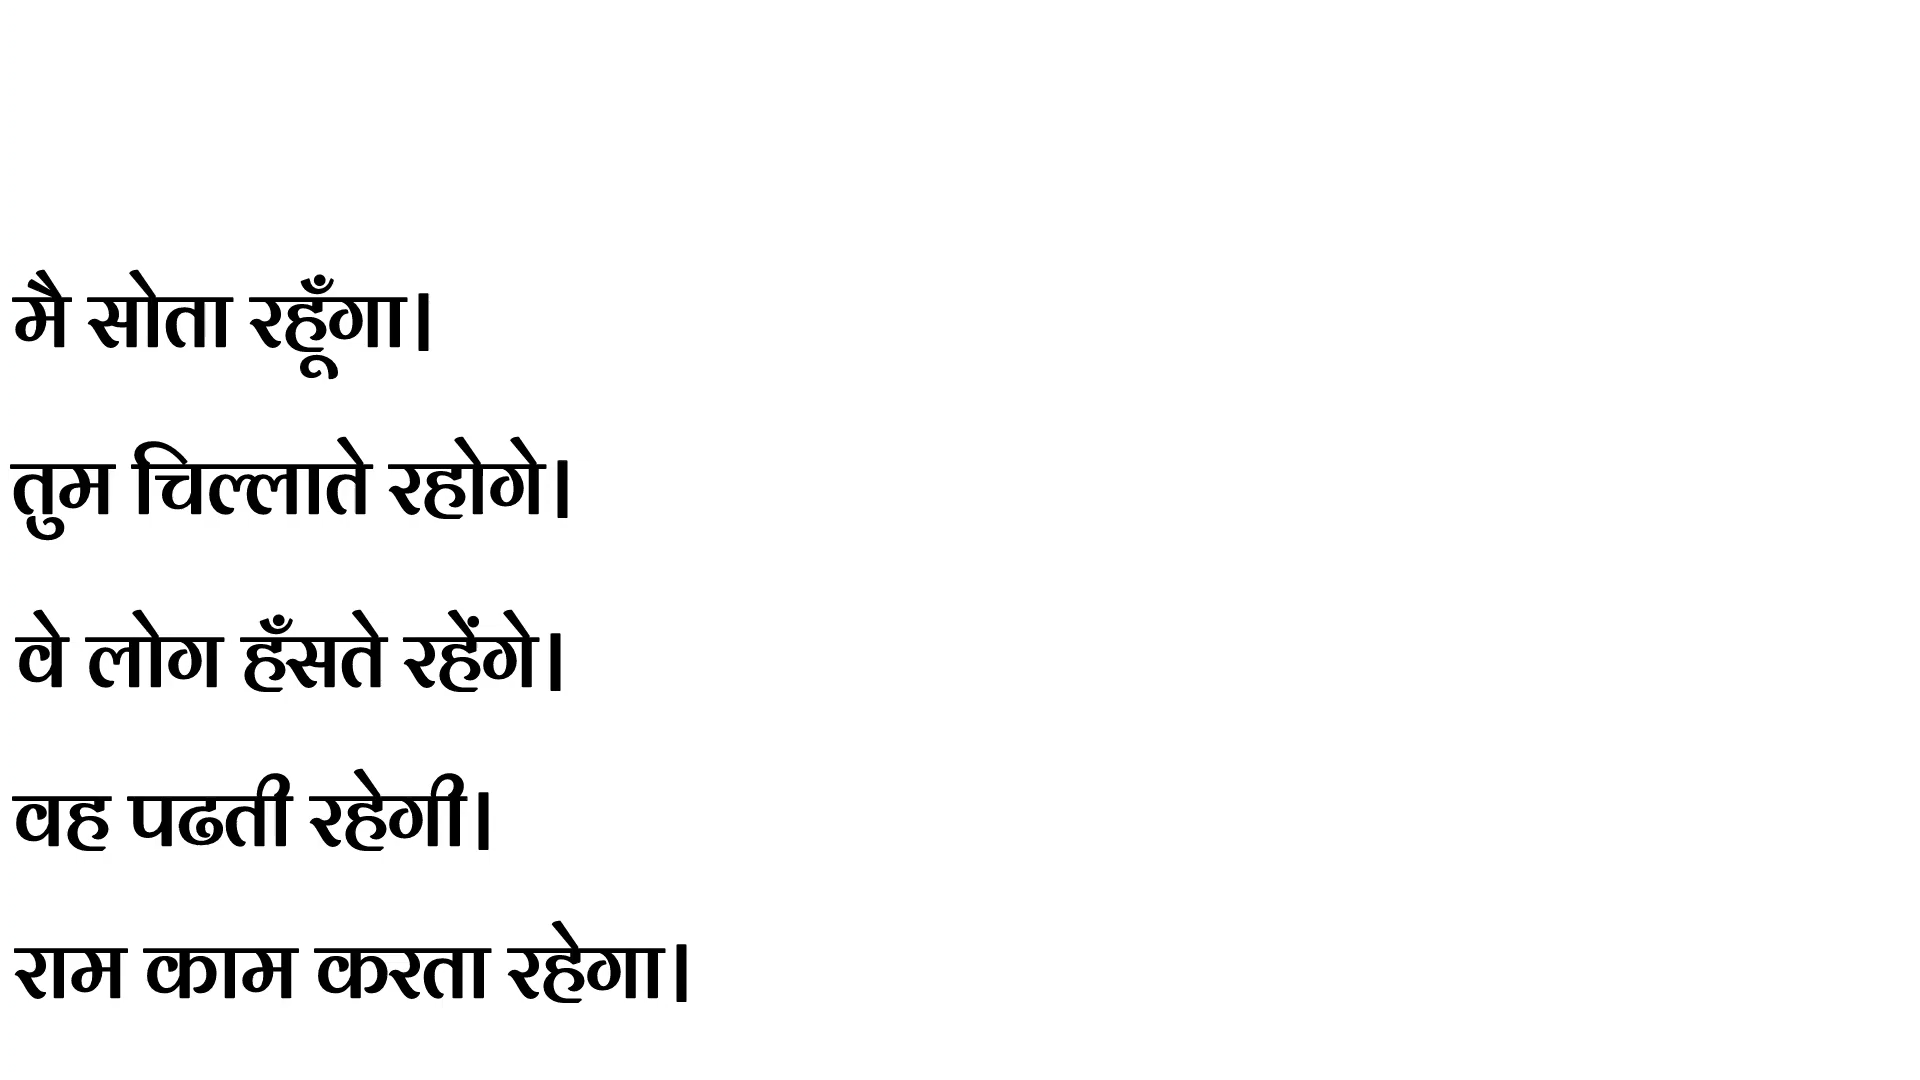 मै सोता रहूँगा।
तुम चिल्लाते रहोगे।
वे लोग हँसते रहेंगे।
वह पढती रहेगी।
राम काम करता रहेगा।